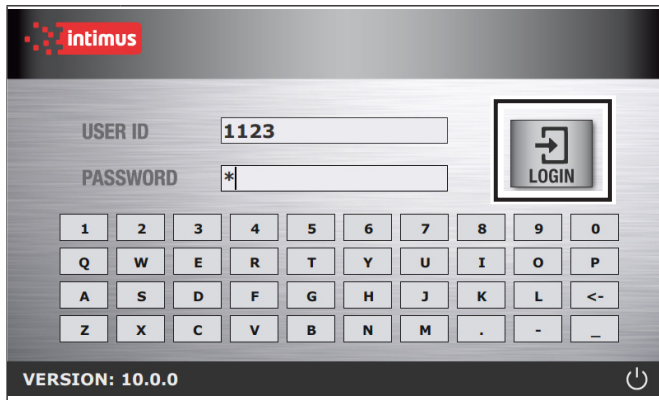 intimus
USER ID 1123
PASSWORD *
LOGIN
1 2 3 4 5 6 7 8 9 0
Q W E R T Y U I O P
A S D F G H J K L <-
Z X C V B N M . - _
VERSION: 10.0.0